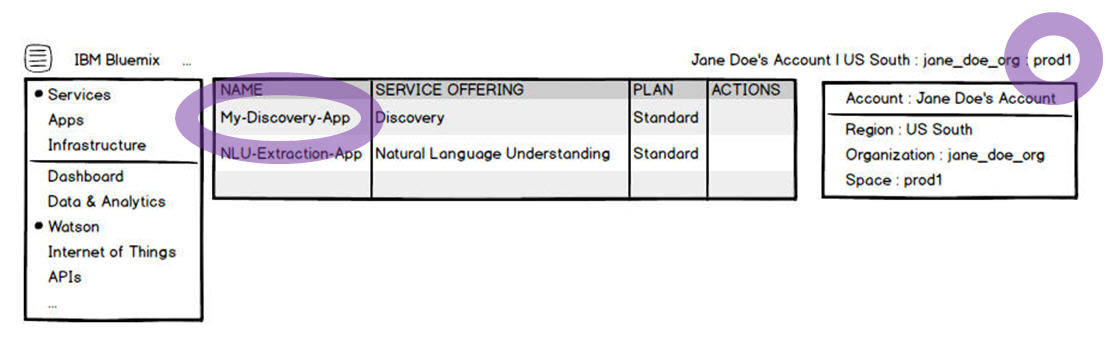 IBM Bluemix ...
Jane Doe's Account | US South : jane_doe_org : prod1
• Services
Apps
Infrastructure
Dashboard
Data & Analytics
• Watson
Internet of Things
APIs
...
NAME SERVICE OFFERING PLAN ACTIONS
My-Discovery-App Discovery Standard
NLU-Extraction-App Natural Language Understanding Standard
Account : Jane Doe's Account
Region : US South
Organization : jane_doe_org
Space : prod1